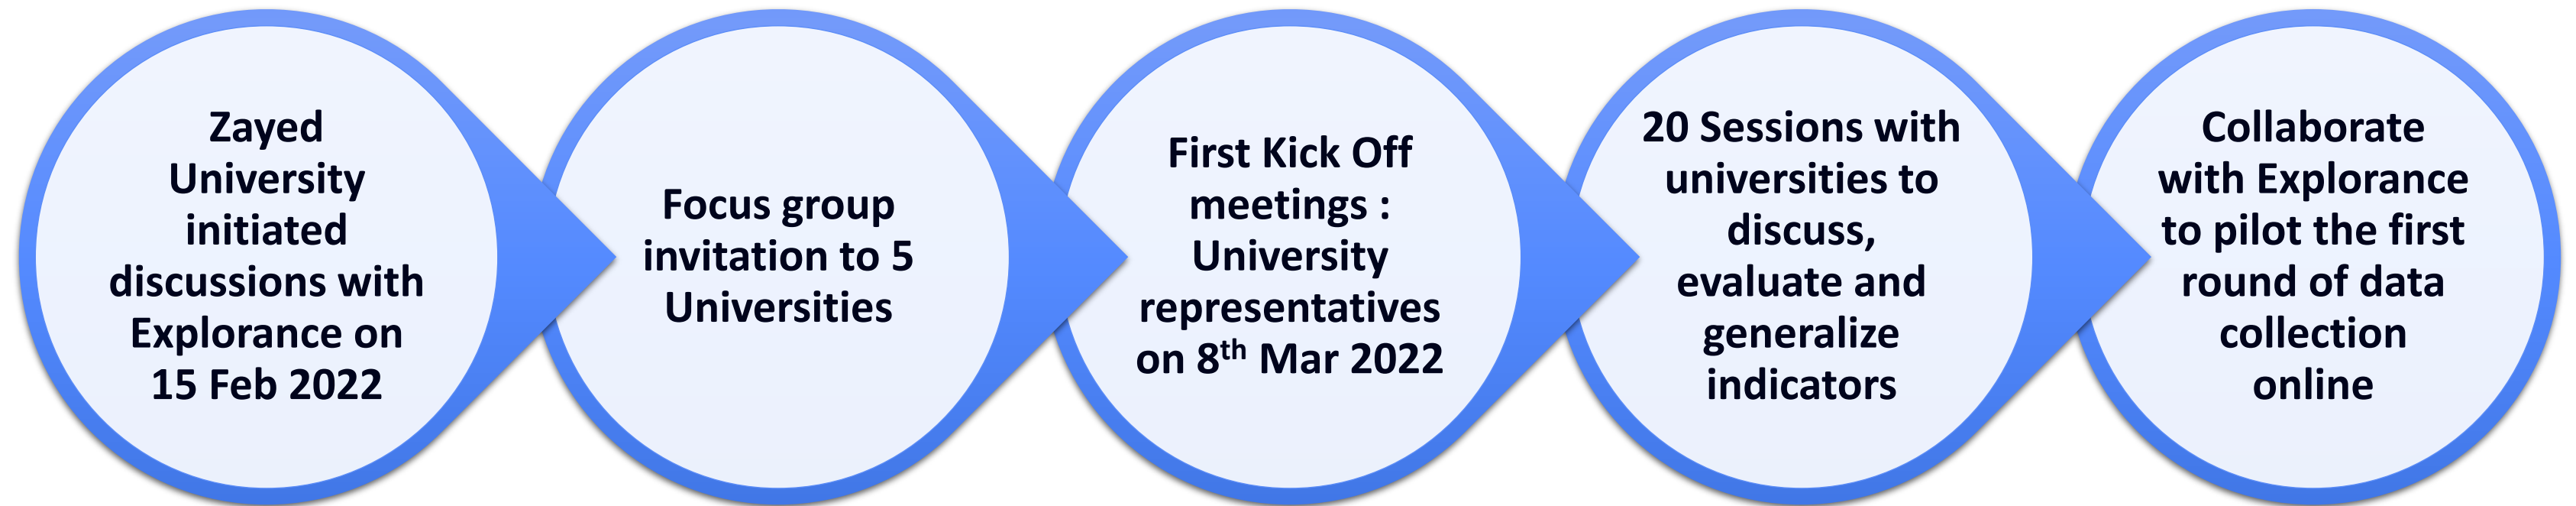 Zayed
University
initiated
discussions with
Explorance on
15 Feb 2022
Focus group
invitation to 5
Universities
First Kick Off
meetings :
University
representatives
on 8th Mar 2022
20 Sessions with
universities to
discuss,
evaluate and
generalize
indicators
Collaborate
with Explorance
to pilot the first
round of data
collection
online